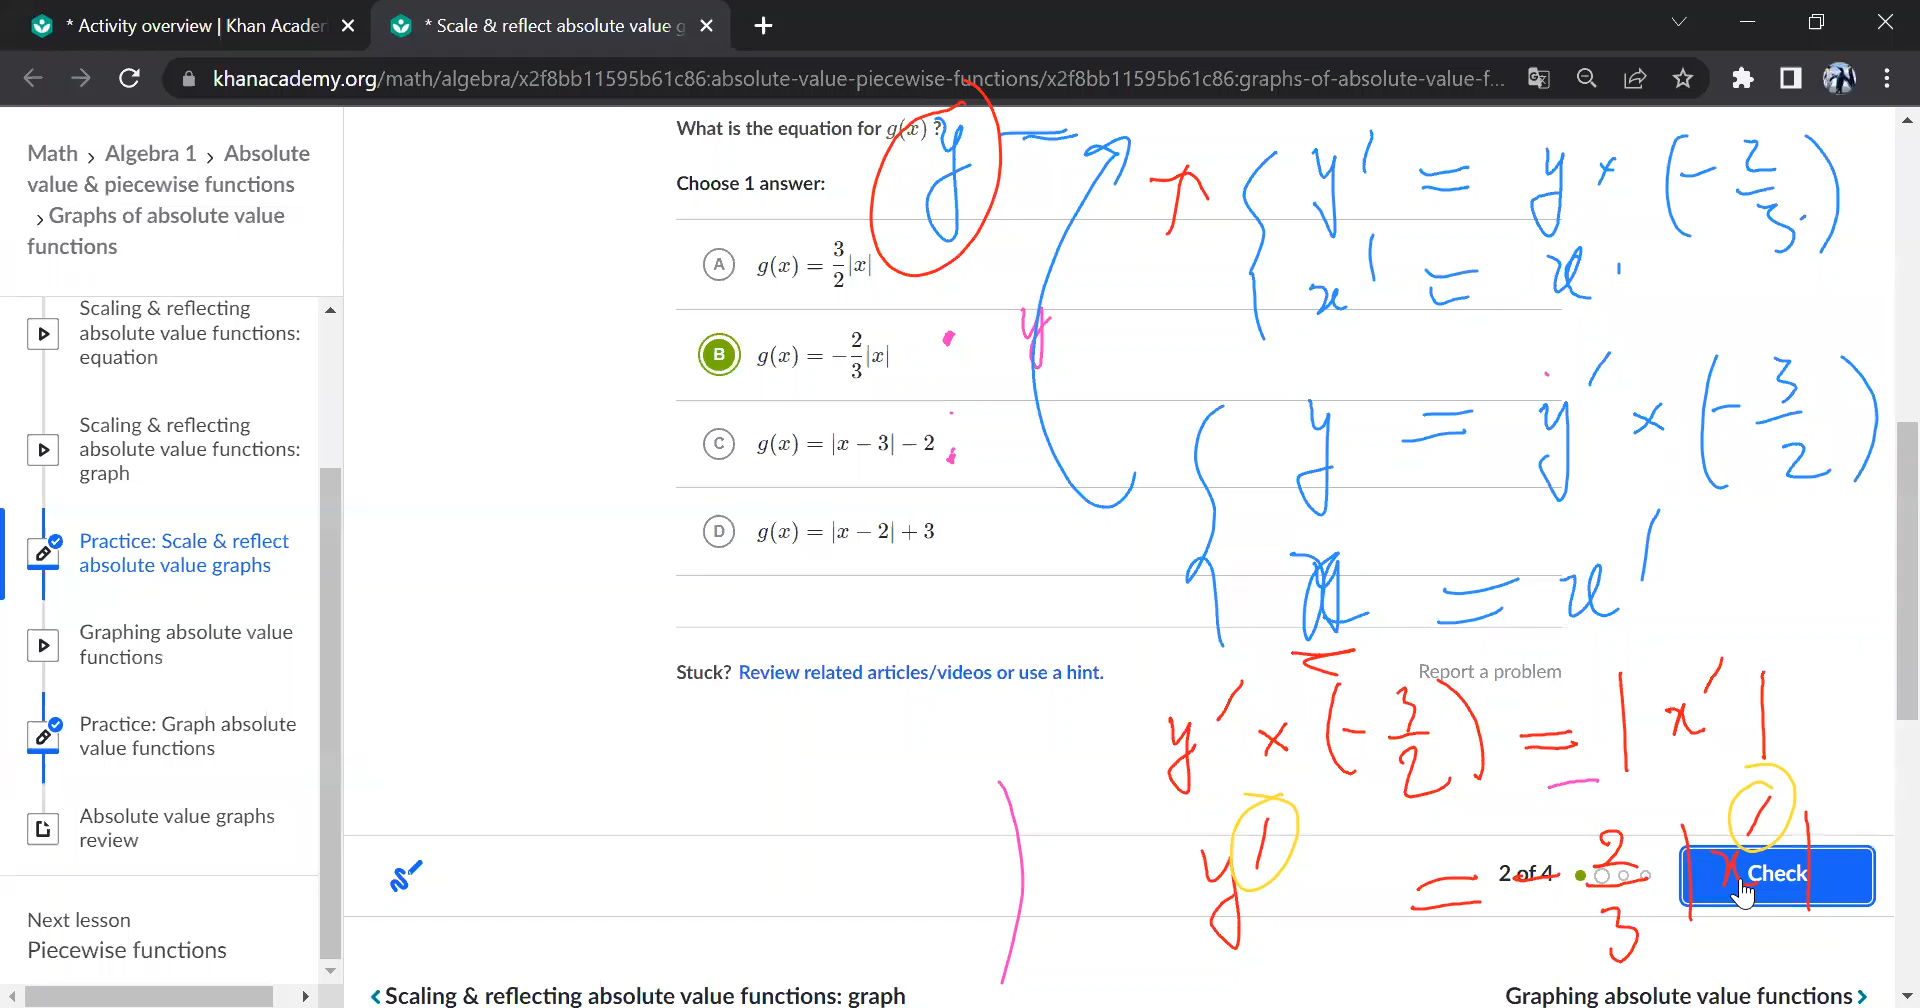 * Activity overview | Khan Acader
* Scale & reflect absolute value g
khanacademy.org/math/algebra/x2f8bb11595b61c86:absolute-value-piecewise-functions/x2f8bb11595b61c86:graphs-of-absolute-value-f...
Math > Algebra 1 > Absolute
value & piecewise functions
> Graphs of absolute value
functions
Scaling & reflecting
absolute value functions:
equation
Scaling & reflecting
absolute value functions:
graph
Practice: Scale & reflect
absolute value graphs
Graphing absolute value
functions
Practice: Graph absolute
value functions
Absolute value graphs
review
Next lesson
Piecewise functions
What is the equation for g(x) ?
Choose 1 answer:
A g(x) = 3/2|x|
B g(x) = −2/3|x|
C g(x) = |x − 3| − 2
D g(x) = |x − 2| + 3
y =
y' = y × (−2/3)
x' = x
y
y = y' × (−3/2)
x = x'
Stuck? Review related articles/videos or use a hint.
Report a problem
y' × (−3/2) = |x'|
y' = −2/3 |x'|
2 of 4
Check
< Scaling & reflecting absolute value functions: graph
Graphing absolute value functions >